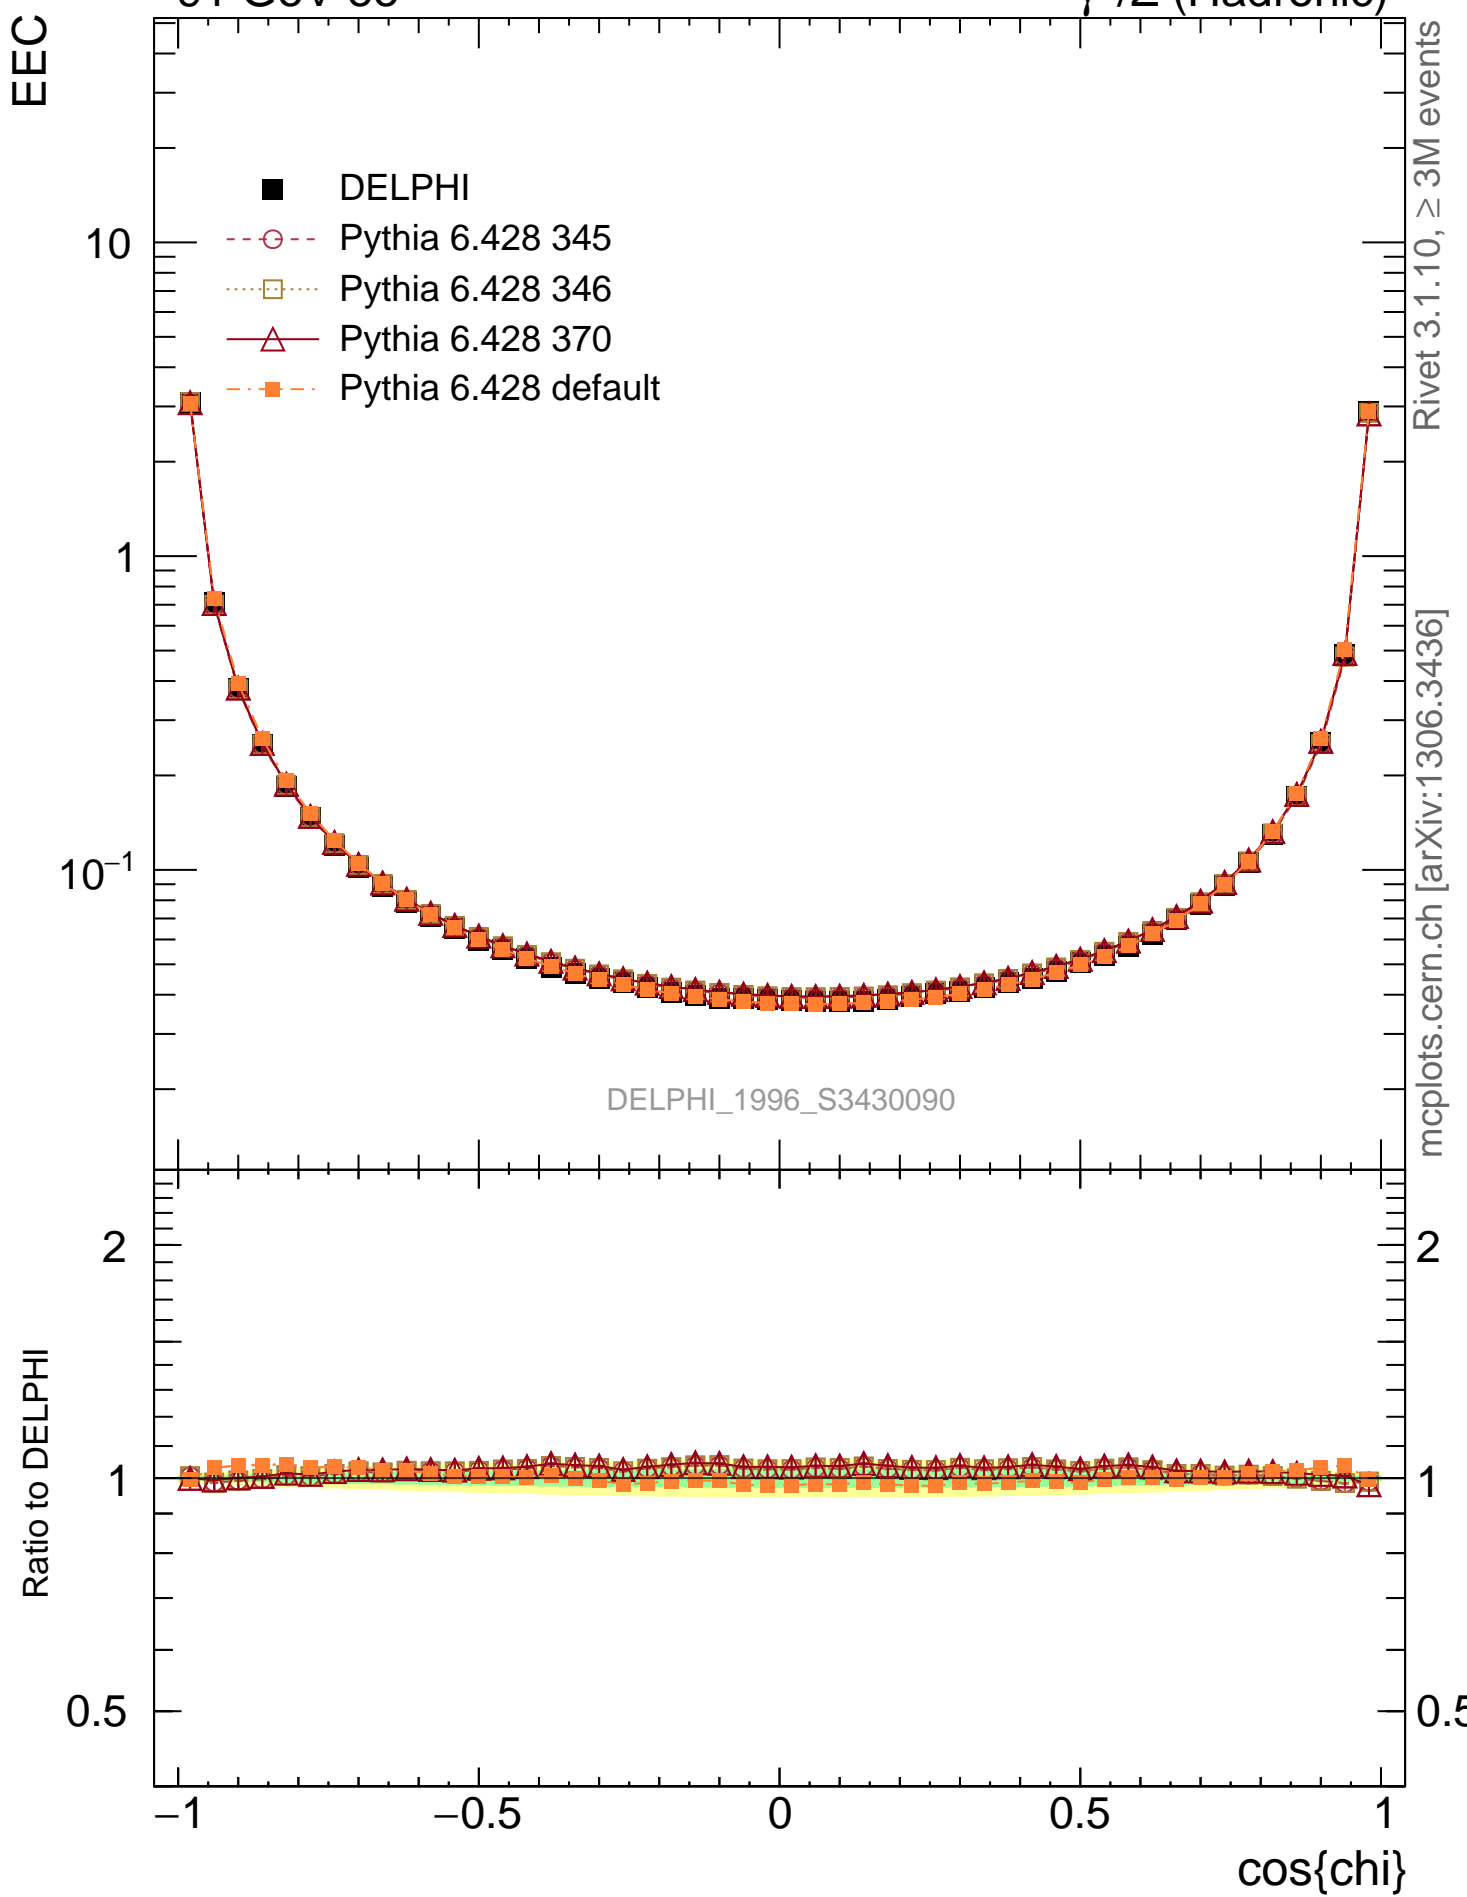 EEC
DELPHI
Pythia 6.428 345
Pythia 6.428 346
Pythia 6.428 370
Pythia 6.428 default
10
1
10⁻¹
DELPHI_1996_S3430090
Rivet 3.1.10, ≥ 3M events
mcplots.cern.ch [arXiv:1306.3436]
Ratio to DELPHI
2
1
0.5
2
1
−1
−0.5
0
0.5
1
cos{chi}